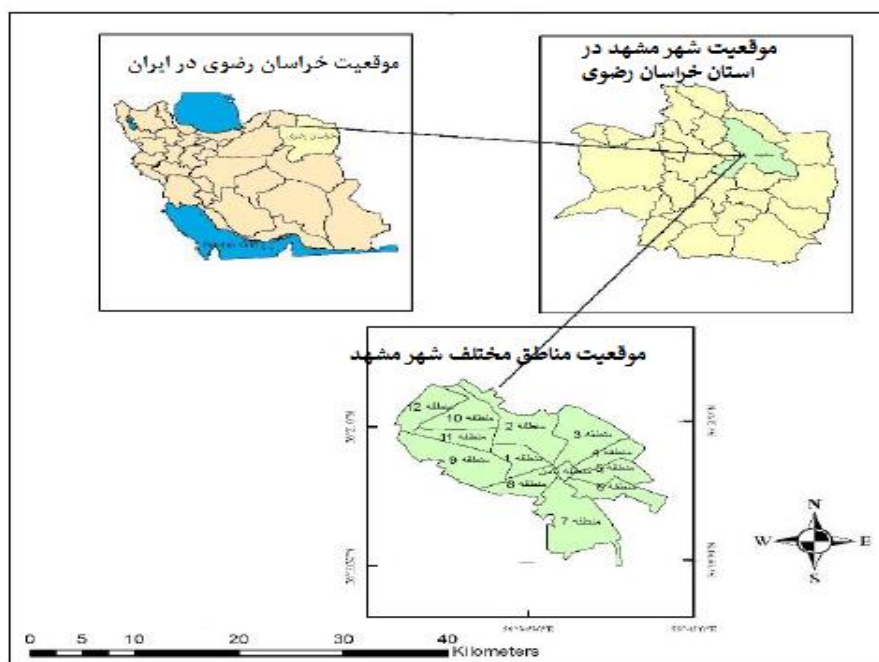 موقعیت خراسان رضوی در ایران
موقعیت شهر مشهد در
استان خراسان رضوی
موقعیت مناطق مختلف شهر مشهد
منطقه 12
منطقه 10
منطقه 11
منطقه 2
منطقه 3
منطقه 4
منطقه 9
منطقه 1
منطقه 5
منطقه 8
منطقه 6
منطقه 7
N
W E
S
0 5 10 20 30 40
Kilometers